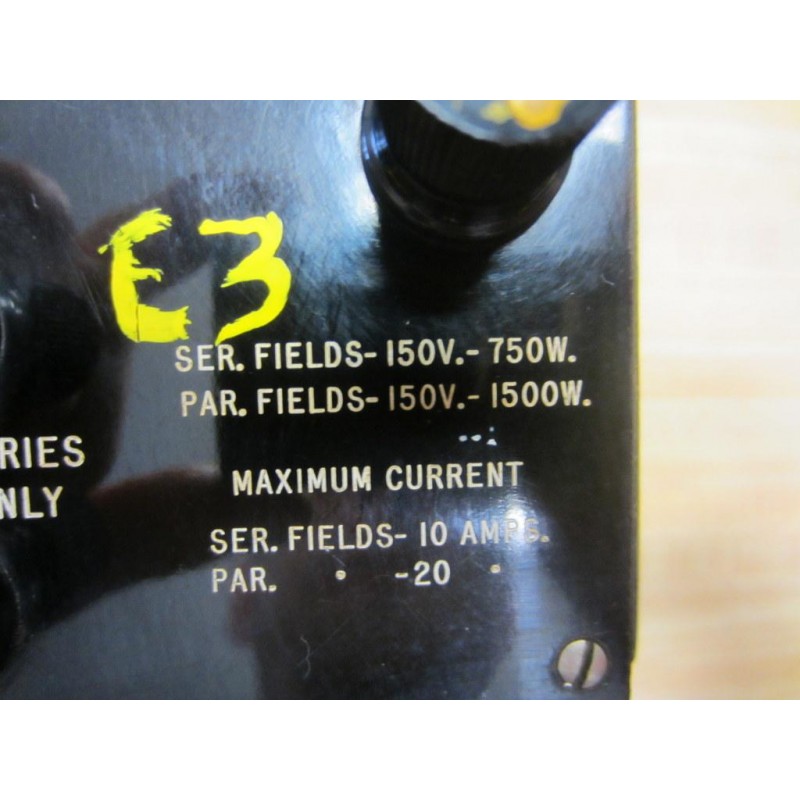 E3
SER. FIELDS-150V.-750W.
PAR. FIELDS-150V.-1500W.
RIES
NLY
MAXIMUM CURRENT
SER. FIELDS-10 AMPS.
PAR. • -20 •